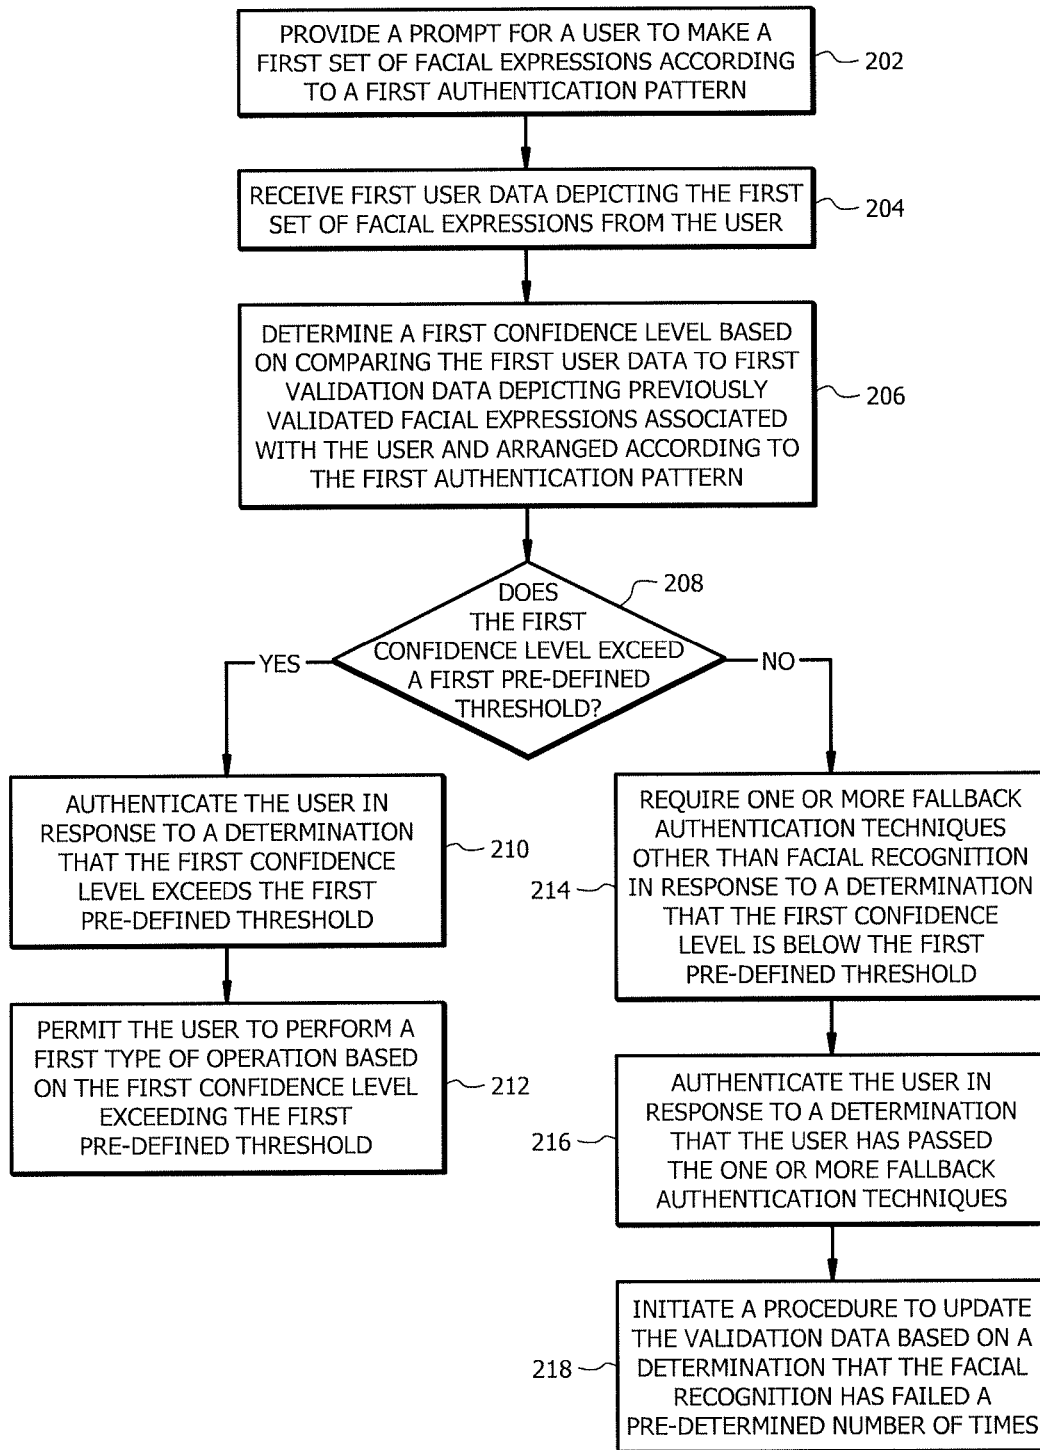 PROVIDE A PROMPT FOR A USER TO MAKE A
FIRST SET OF FACIAL EXPRESSIONS ACCORDING
TO A FIRST AUTHENTICATION PATTERN
202
RECEIVE FIRST USER DATA DEPICTING THE FIRST
SET OF FACIAL EXPRESSIONS FROM THE USER
204
DETERMINE A FIRST CONFIDENCE LEVEL BASED
ON COMPARING THE FIRST USER DATA TO FIRST
VALIDATION DATA DEPICTING PREVIOUSLY
VALIDATED FACIAL EXPRESSIONS ASSOCIATED
WITH THE USER AND ARRANGED ACCORDING TO
THE FIRST AUTHENTICATION PATTERN
206
DOES
THE FIRST
CONFIDENCE LEVEL EXCEED
A FIRST PRE-DEFINED
THRESHOLD?
208
YES
NO
AUTHENTICATE THE USER IN
RESPONSE TO A DETERMINATION
THAT THE FIRST CONFIDENCE
LEVEL EXCEEDS THE FIRST
PRE-DEFINED THRESHOLD
210
PERMIT THE USER TO PERFORM A
FIRST TYPE OF OPERATION BASED
ON THE FIRST CONFIDENCE LEVEL
EXCEEDING THE FIRST
PRE-DEFINED THRESHOLD
212
REQUIRE ONE OR MORE FALLBACK
AUTHENTICATION TECHNIQUES
OTHER THAN FACIAL RECOGNITION
IN RESPONSE TO A DETERMINATION
THAT THE FIRST CONFIDENCE
LEVEL IS BELOW THE FIRST
PRE-DEFINED THRESHOLD
214
AUTHENTICATE THE USER IN
RESPONSE TO A DETERMINATION
THAT THE USER HAS PASSED
THE ONE OR MORE FALLBACK
AUTHENTICATION TECHNIQUES
216
INITIATE A PROCEDURE TO UPDATE
THE VALIDATION DATA BASED ON A
DETERMINATION THAT THE FACIAL
RECOGNITION HAS FAILED A
PRE-DETERMINED NUMBER OF TIMES
218